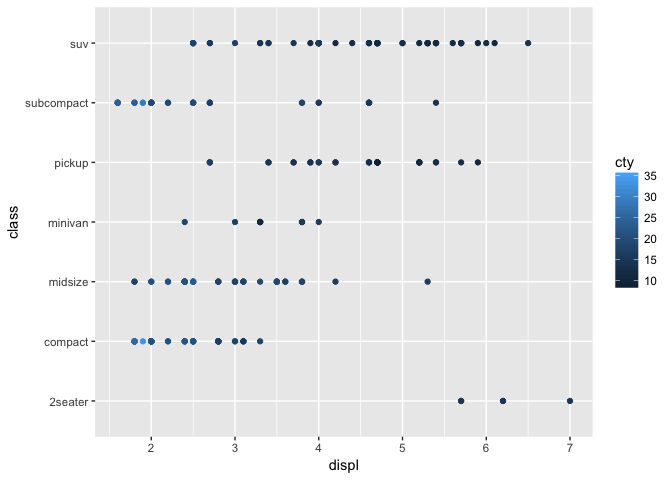 suv
subcompact
pickup
minivan
midsize
compact
2seater
class
2 3 4 5 6 7
displ
cty
35
30
25
20
15
10